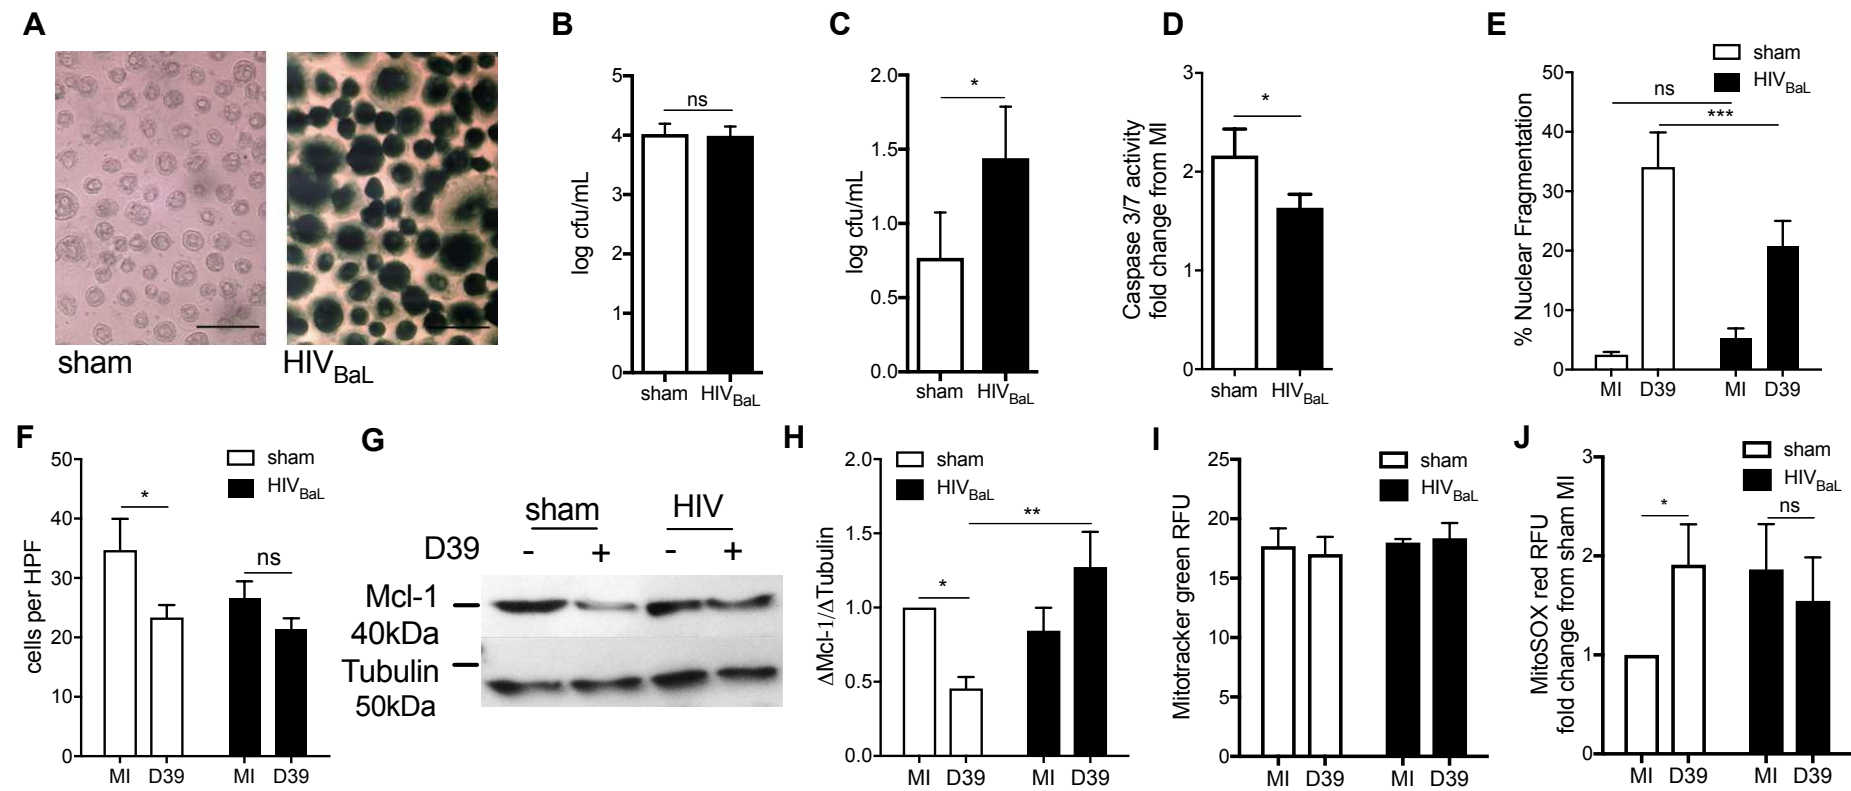 A
sham
HIVBaL
B
log cfu/mL
5
4
3
2
1
0
ns
sham HIVBaL
C
log cfu/mL
2.0
1.5
1.0
0.5
0.0
*
sham HIVBaL
D
Caspase 3/7 activity
fold change from MI
3
2
1
0
*
sham HIVBaL
E
sham
HIVBaL
% Nuclear Fragmentation
50
40
30
20
10
0
ns
***
MI D39 MI D39
F
sham
HIVBaL
cells per HPF
50
40
30
20
10
0
*
ns
MI D39 MI D39
G
sham HIV
D39 - + - +
Mcl-1
40kDa
Tubulin
50kDa
H
sham
HIVBaL
ΔMcl-1/ΔTubulin
2.0
1.5
1.0
0.5
0.0
*
**
MI D39 MI D39
I
sham
HIVBaL
Mitotracker green RFU
25
20
15
10
5
0
MI D39 MI D39
J
sham
HIVBaL
MitoSOX red RFU
fold change from sham MI
3
2
1
0
*
ns
MI D39 MI D39